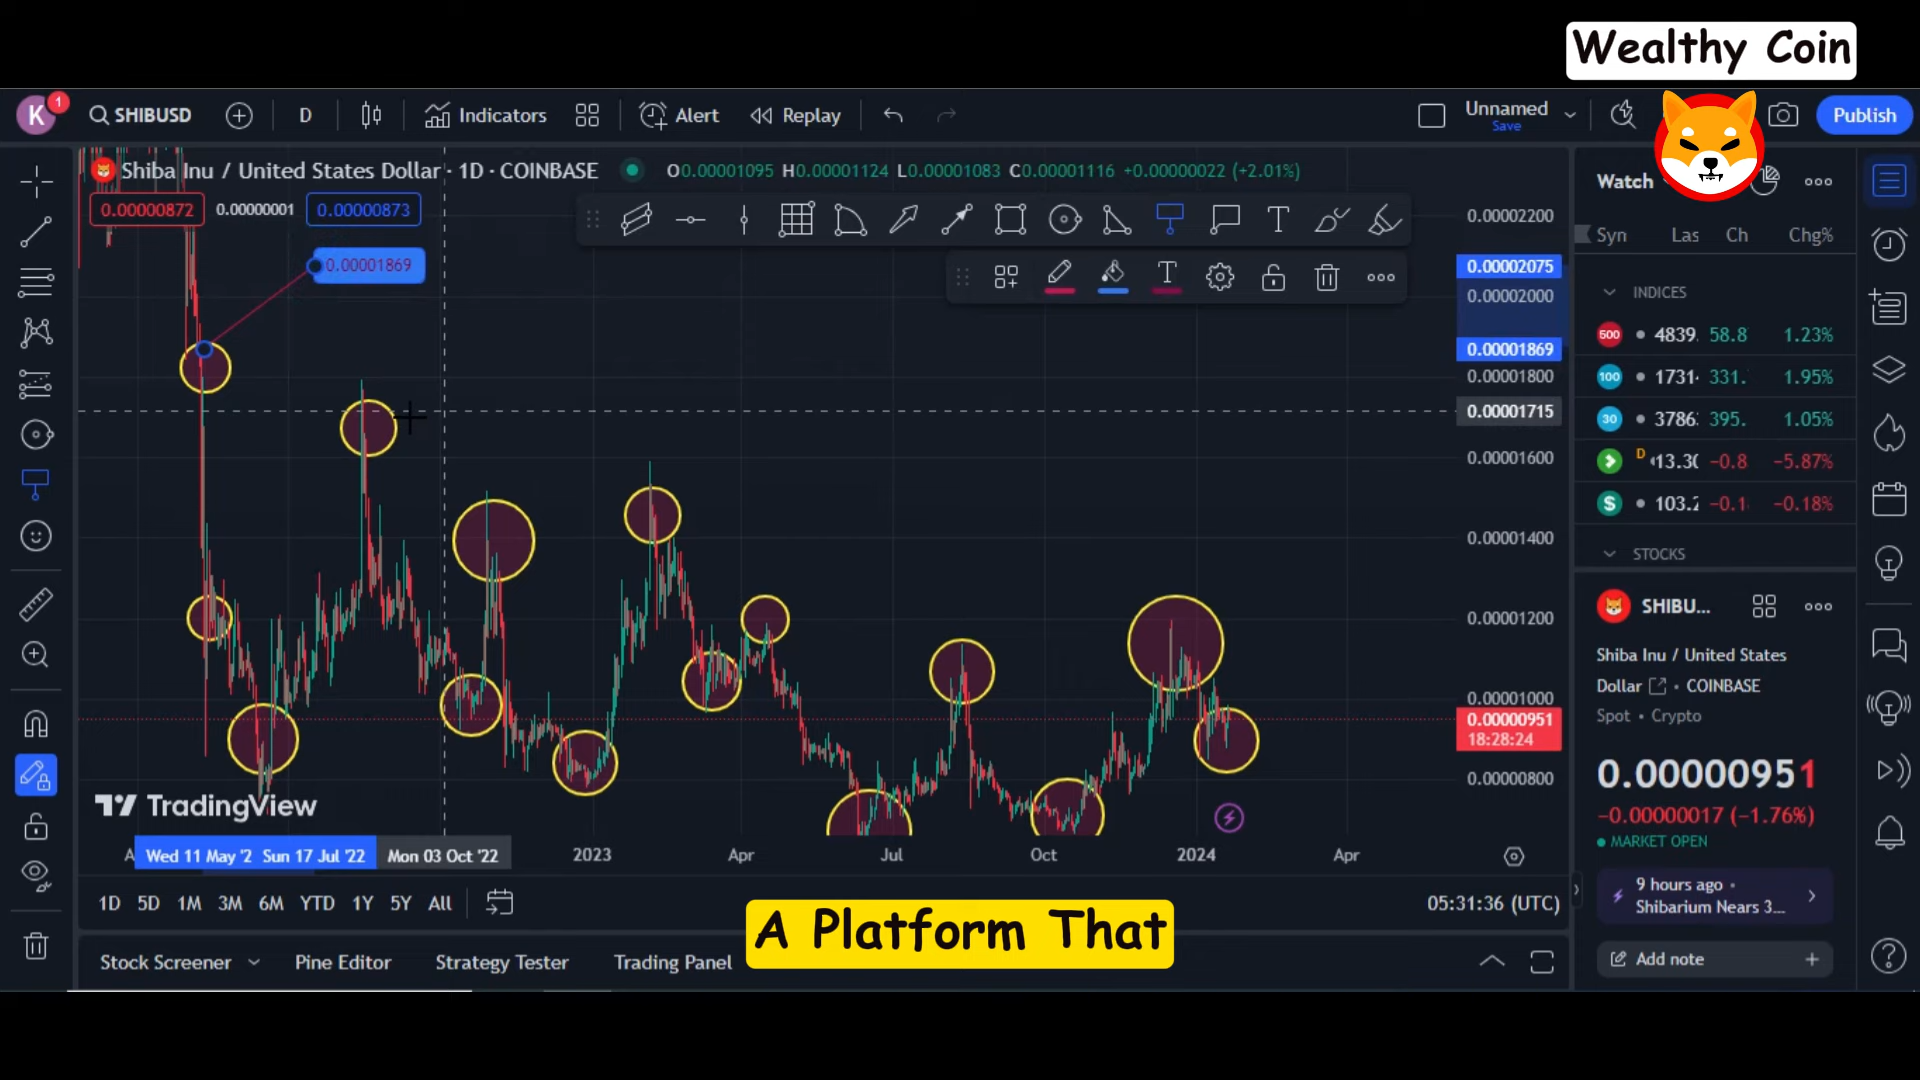 Wealthy Coin
K 1 SHIBUSD D Indicators Alert Replay Unnamed Save Publish
Shiba Inu / United States Dollar · 1D · COINBASE O0.00001095 H0.00001124 L0.00001083 C0.00001116 +0.00000022 (+2.01%)
0.00000872 0.00000001 0.00000873
0.00001869
T
T
0.00002200
0.00002075
0.00002000
0.00001869
0.00001800
0.00001715
0.00001600
0.00001400
0.00001200
0.00001000
0.00000951
18:28:24
0.00000800
Watch
Syn Las Ch Chg%
INDICES
500 4839. 58.8 1.23%
100 1731 331. 1.95%
30 3786 395. 1.05%
D 13.30 −0.8 −5.87%
$ 103.2 −0.1 −0.18%
STOCKS
SHIBU...
Shiba Inu / United States
Dollar · COINBASE
Spot · Crypto
0.00000951
−0.00000017 (−1.76%)
MARKET OPEN
9 hours ago ·
Shibarium Nears 3...
Add note
TradingView
A Wed 11 May '2 Sun 17 Jul '22 Mon 03 Oct '22 2023 Apr Jul Oct 2024 Apr
1D 5D 1M 3M 6M YTD 1Y 5Y All 05:31:36 (UTC)
A Platform That
Stock Screener Pine Editor Strategy Tester Trading Panel